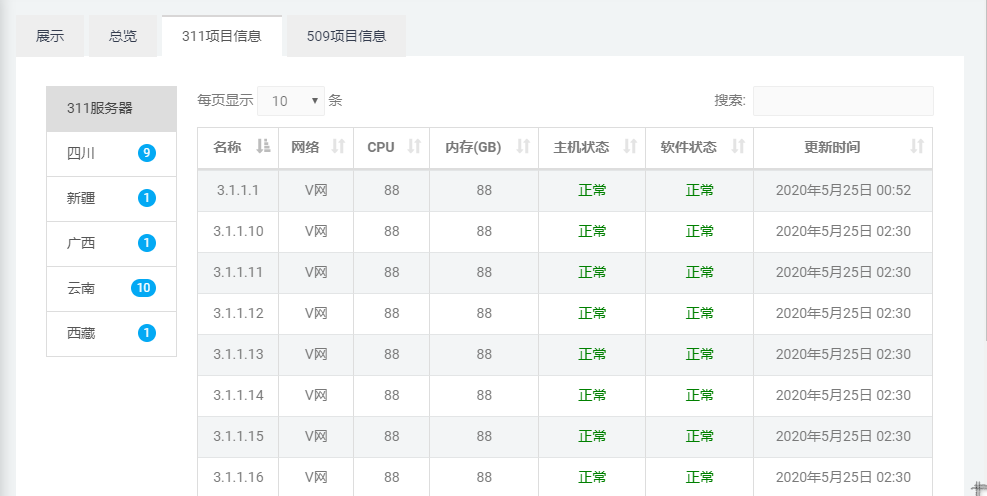 展示 总览 311项目信息 509项目信息
311服务器
四川 9
新疆 1
广西 1
云南 10
西藏 1
每页显示 10 条 搜索:
名称 网络 CPU 内存(GB) 主机状态 软件状态 更新时间
3.1.1.1 V网 88 88 正常 正常 2020年5月25日 00:52
3.1.1.10 V网 88 88 正常 正常 2020年5月25日 02:30
3.1.1.11 V网 88 88 正常 正常 2020年5月25日 02:30
3.1.1.12 V网 88 88 正常 正常 2020年5月25日 02:30
3.1.1.13 V网 88 88 正常 正常 2020年5月25日 02:30
3.1.1.14 V网 88 88 正常 正常 2020年5月25日 02:30
3.1.1.15 V网 88 88 正常 正常 2020年5月25日 02:30
3.1.1.16 V网 88 88 正常 正常 2020年5月25日 02:30